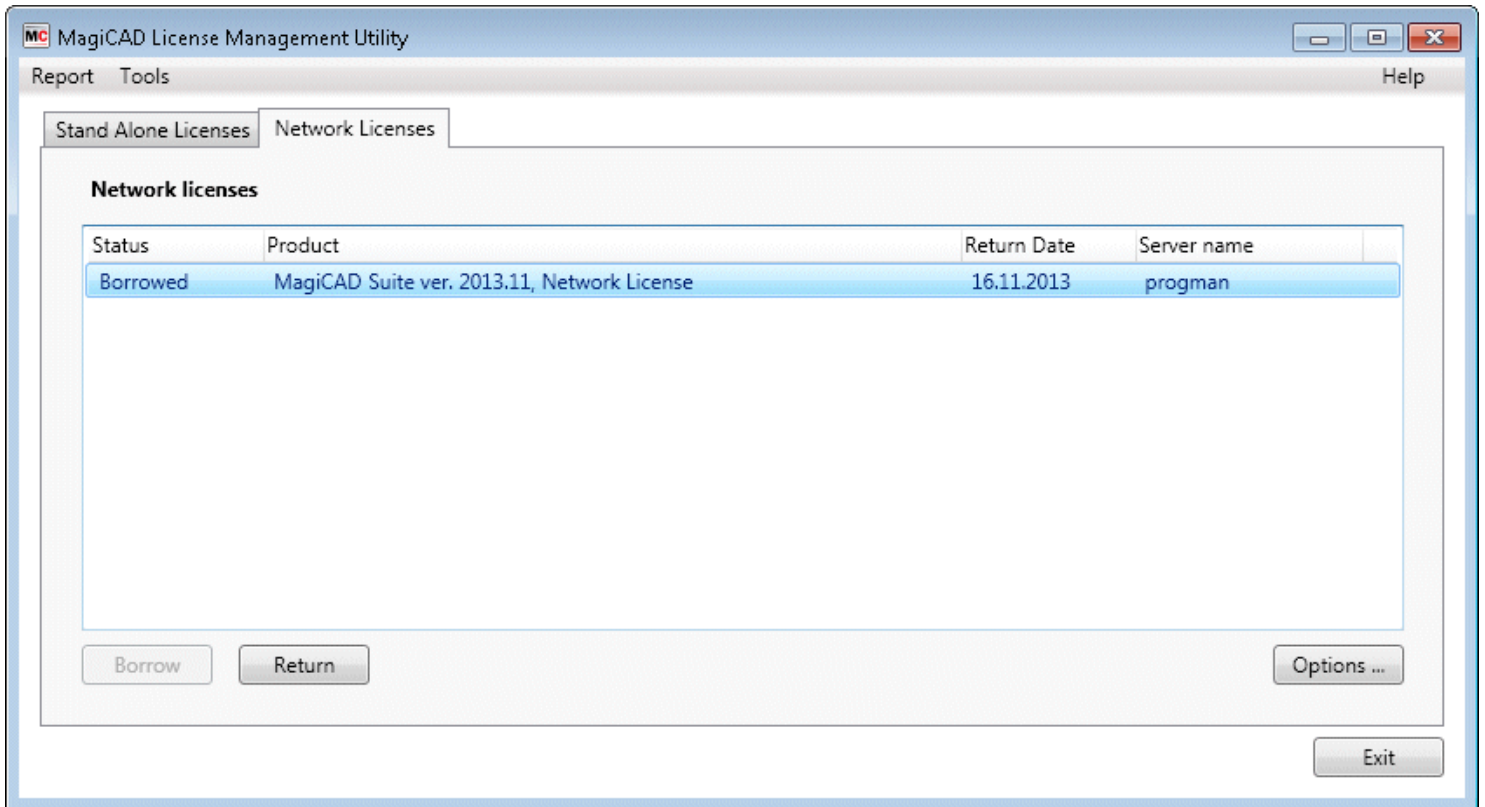 MC MagiCAD License Management Utility
Report Tools Help
Stand Alone Licenses Network Licenses
Network licenses
Status Product Return Date Server name
Borrowed MagiCAD Suite ver. 2013.11, Network License 16.11.2013 progman
Borrow Return Options ...
Exit